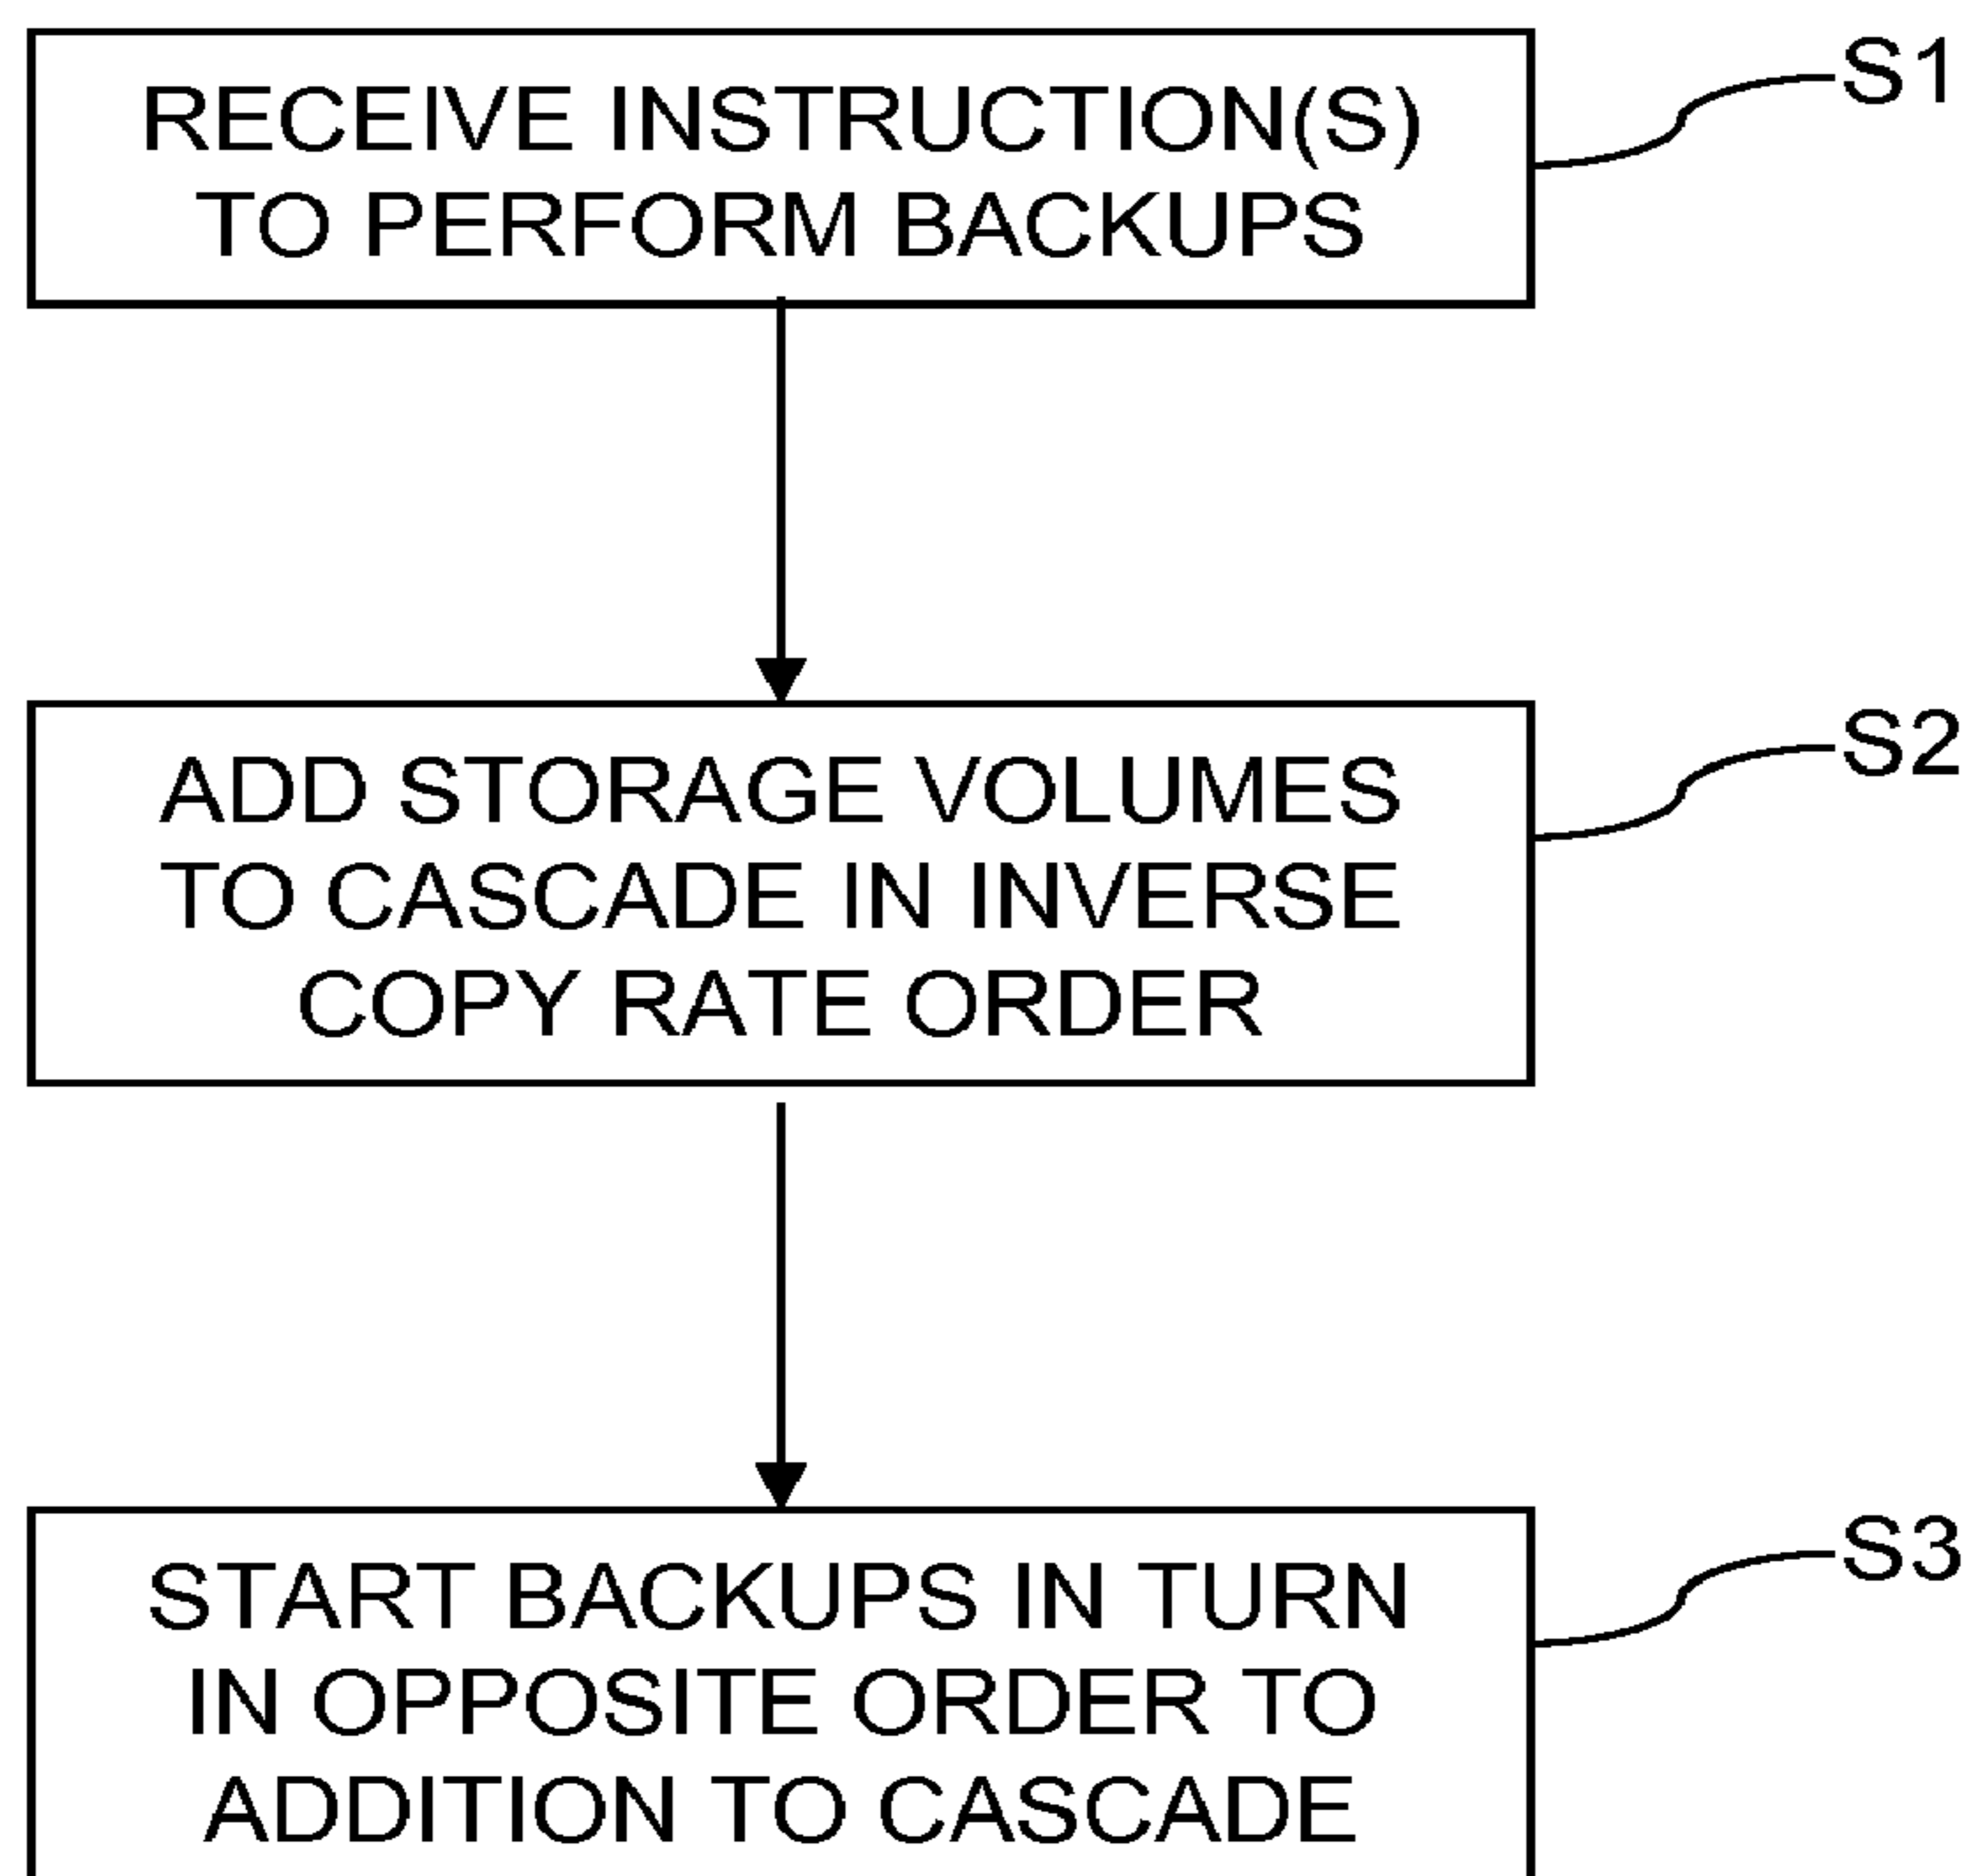 RECEIVE INSTRUCTION(S)
TO PERFORM BACKUPS
S1
ADD STORAGE VOLUMES
TO CASCADE IN INVERSE
COPY RATE ORDER
S2
START BACKUPS IN TURN
IN OPPOSITE ORDER TO
ADDITION TO CASCADE
S3